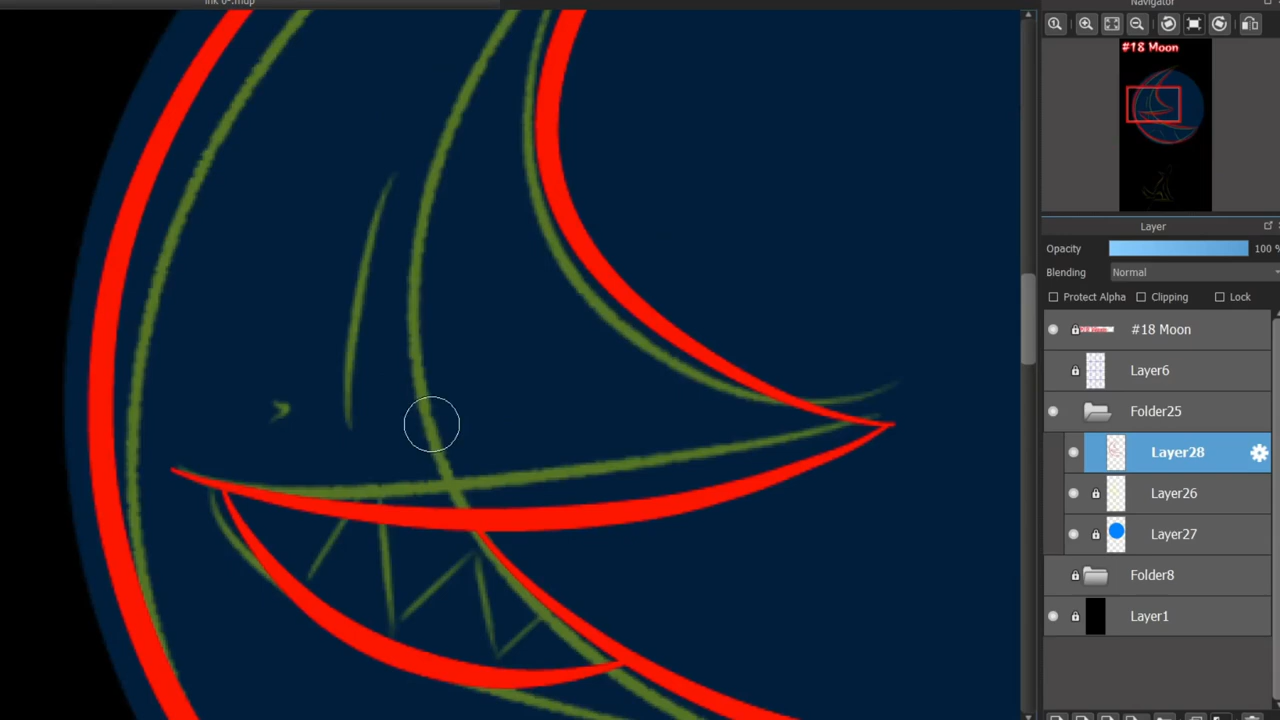 Navigator
#18 Moon
Layer
Opacity 100 %
Blending Normal
Protect Alpha Clipping Lock
#18 Moon
Layer6
Folder25
Layer28
Layer26
Layer27
Folder8
Layer1